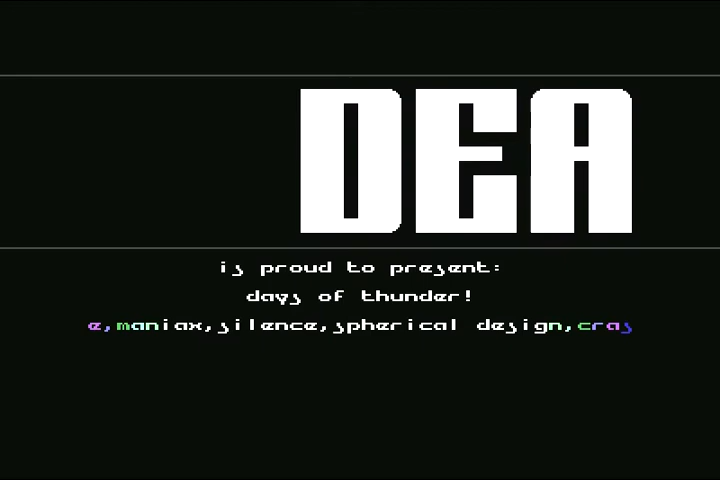 DEA
is proud to present:
days of thunder!
e,maniax,silence,spherical design,cras